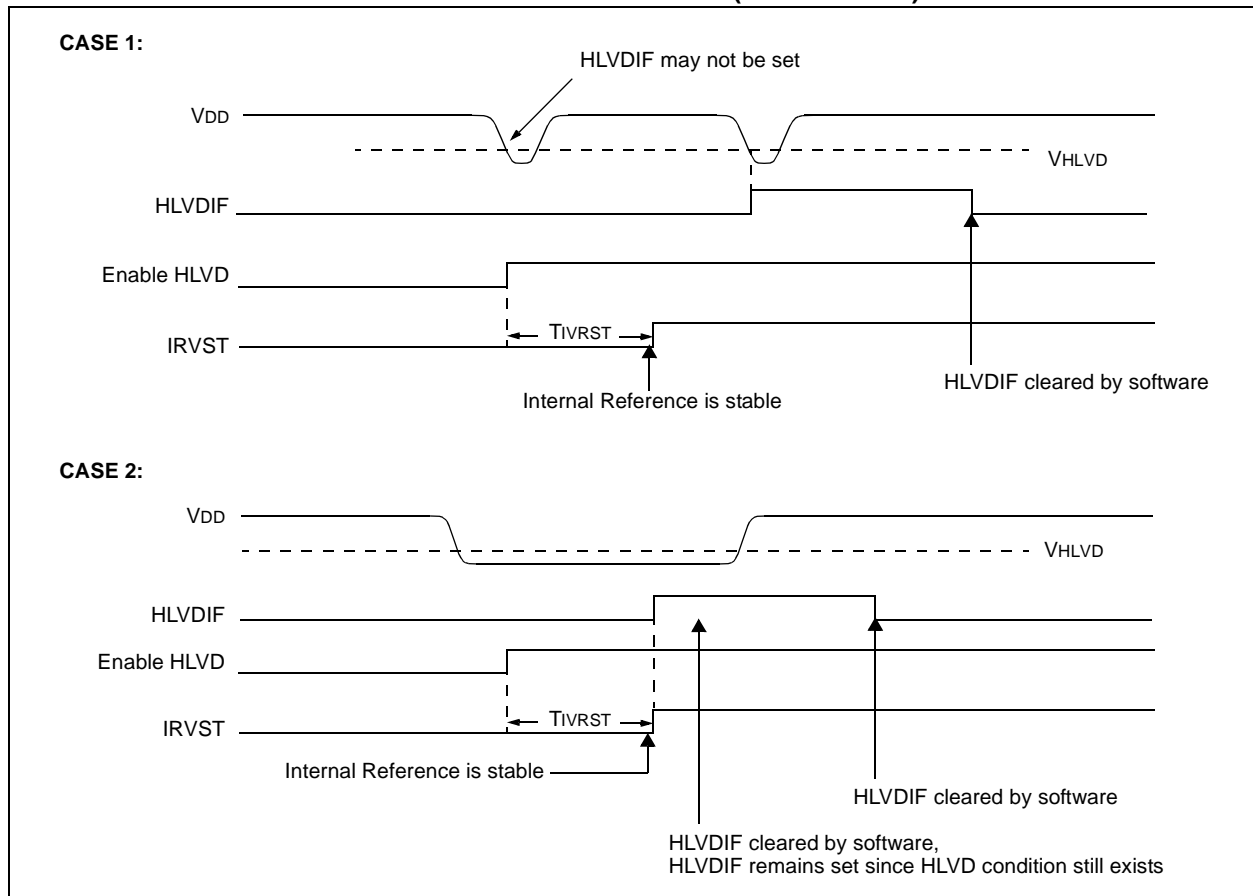 CASE 1:
HLVDIF may not be set
VDD
VHLVD
HLVDIF
Enable HLVD
TIVRST
IRVST
HLVDIF cleared by software
Internal Reference is stable
CASE 2:
VDD
VHLVD
HLVDIF
Enable HLVD
TIVRST
IRVST
Internal Reference is stable
HLVDIF cleared by software
HLVDIF cleared by software,
HLVDIF remains set since HLVD condition still exists